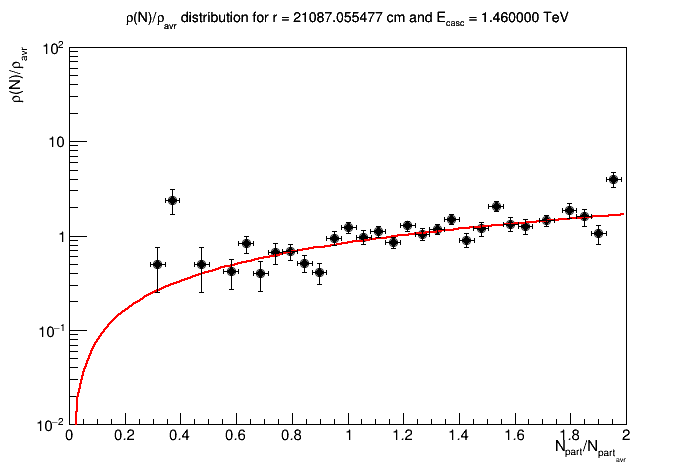 ρ(N)/ρavr distribution for r = 21087.055477 cm and Ecasc = 1.460000 TeV
ρ(N)/ρavr
10²
10
1
10⁻¹
10⁻²
0 0.2 0.4 0.6 0.8 1 1.2 1.4 1.6 1.8 2
Npart/Npartavr